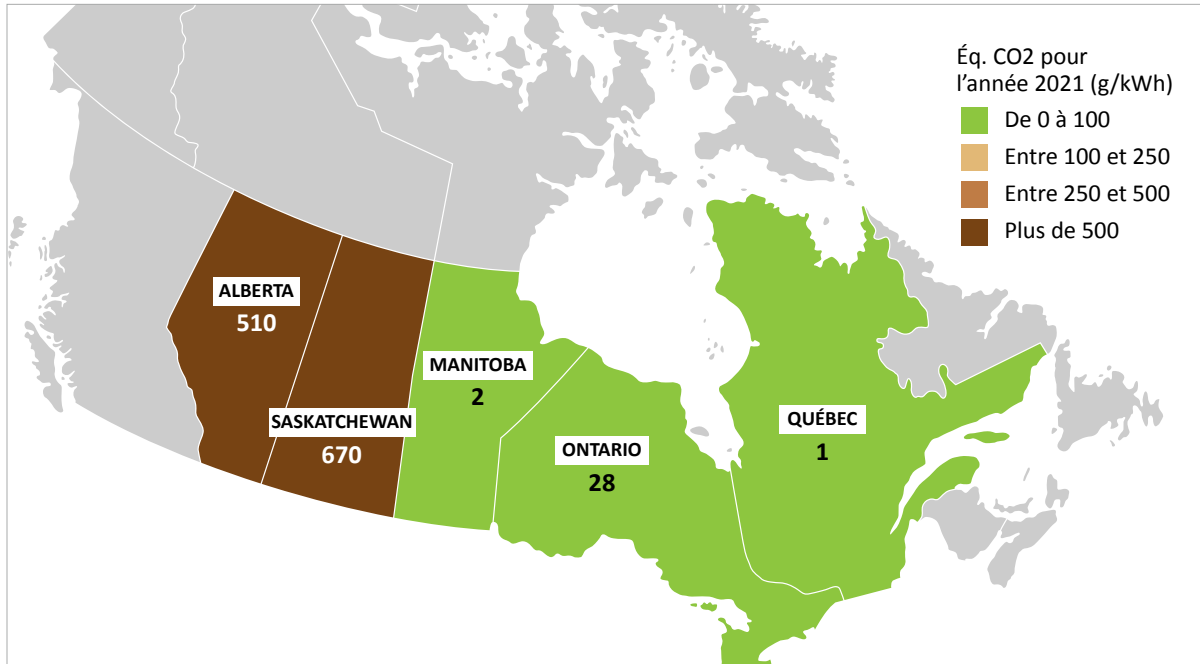 Éq. CO2 pour
l'année 2021 (g/kWh)
De 0 à 100
Entre 100 et 250
Entre 250 et 500
Plus de 500
ALBERTA
510
SASKATCHEWAN
670
MANITOBA
2
ONTARIO
28
QUÉBEC
1